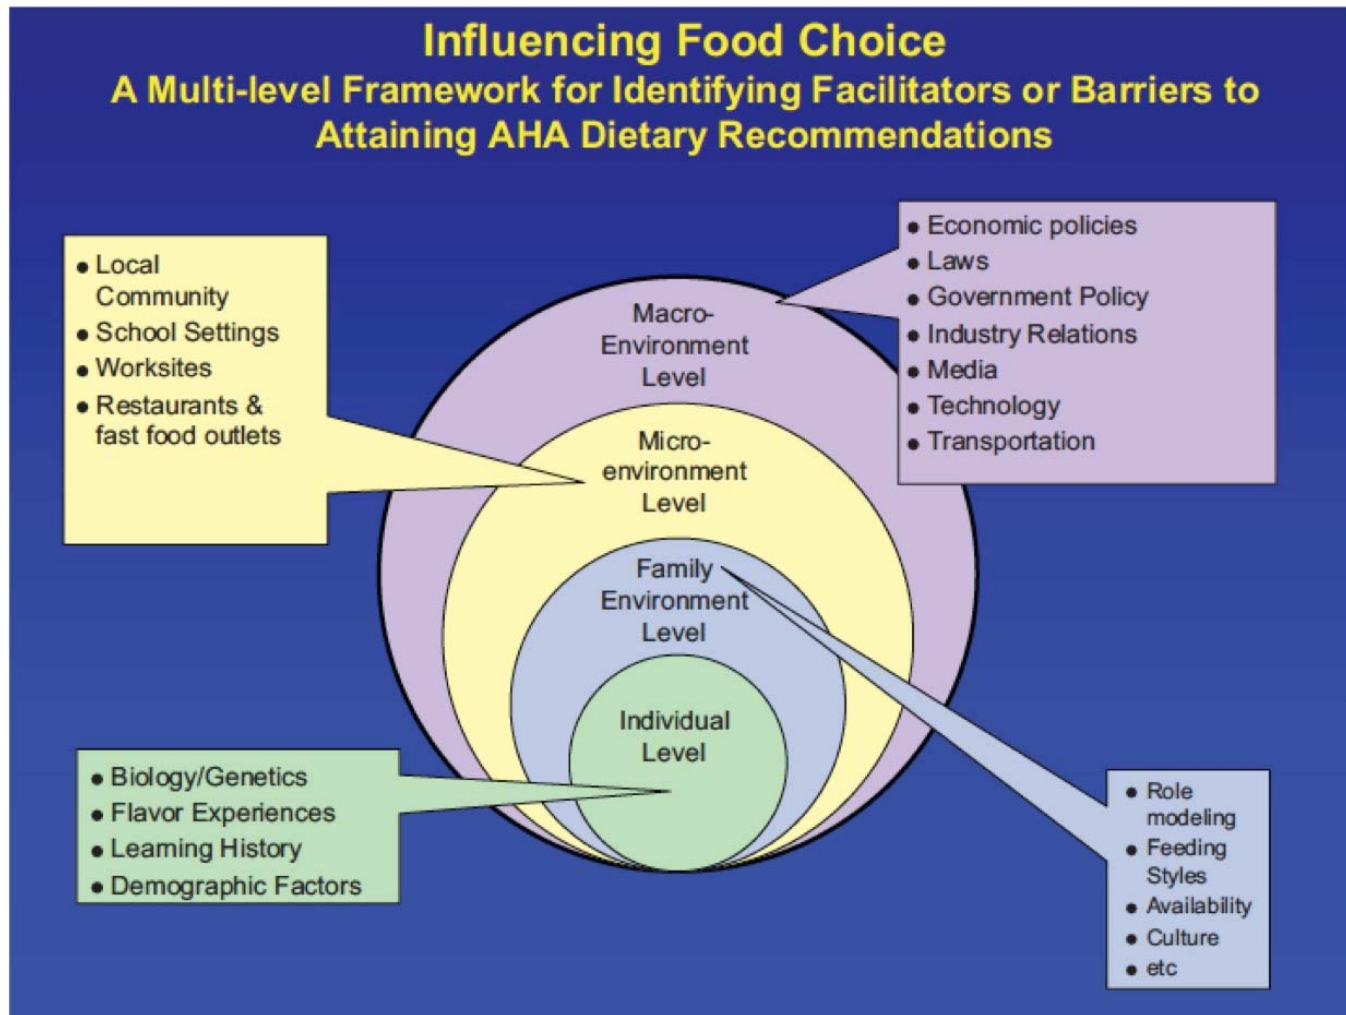 Influencing Food Choice
A Multi-level Framework for Identifying Facilitators or Barriers to
Attaining AHA Dietary Recommendations
● Local
Community
● School Settings
● Worksites
● Restaurants &
fast food outlets
● Economic policies
● Laws
● Government Policy
● Industry Relations
● Media
● Technology
● Transportation
Macro-
Environment
Level
Micro-
environment
Level
Family
Environment
Level
Individual
Level
● Biology/Genetics
● Flavor Experiences
● Learning History
● Demographic Factors
● Role
modeling
● Feeding
Styles
● Availability
● Culture
● etc